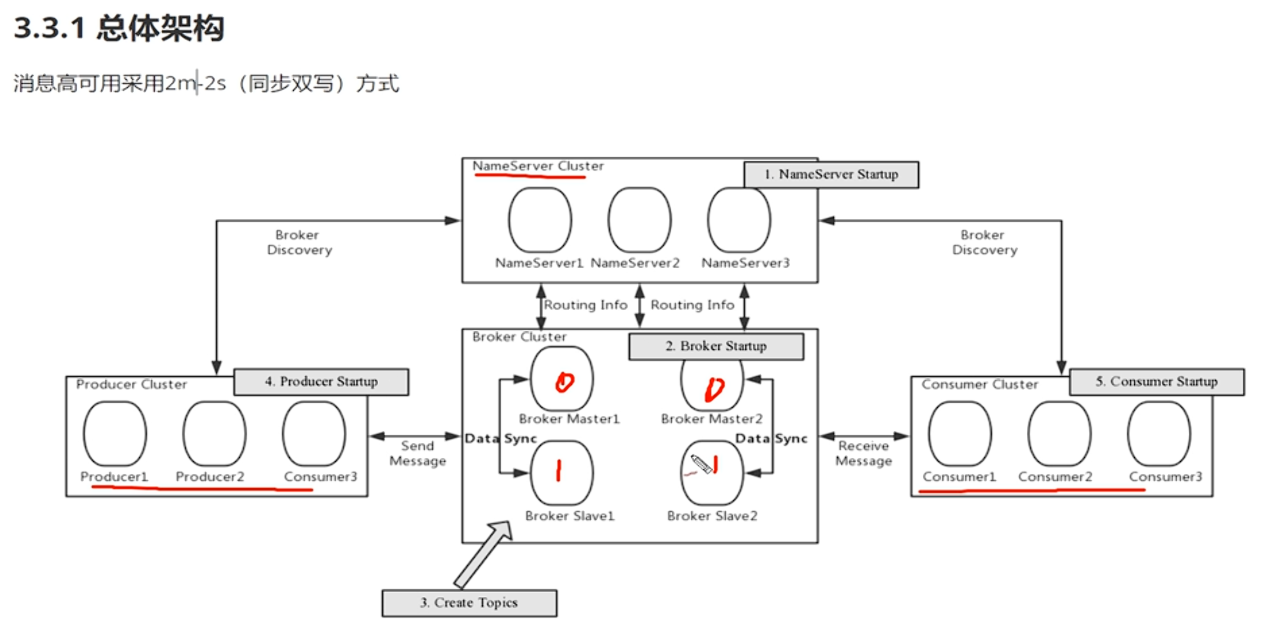 3.3.1 总体架构
消息高可用采用2m-2s（同步双写）方式
NameServer Cluster
1. NameServer Startup
NameServer1 NameServer2 NameServer3
Broker
Discovery
Broker
Discovery
Routing Info Routing Info
Broker Cluster
2. Broker Startup
0 0
Broker Master1 Broker Master2
Data Sync Data Sync
1 1
Broker Slave1 Broker Slave2
Producer Cluster
4. Producer Startup
Producer1 Producer2 Consumer3
Send
Message
Receive
Message
Consumer Cluster
5. Consumer Startup
Consumer1 Consumer2 Consumer3
3. Create Topics